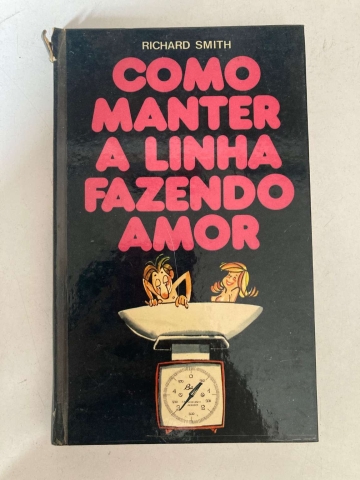 RICHARD SMITH
COMO
MANTER
A LINHA
FAZENDO
AMOR